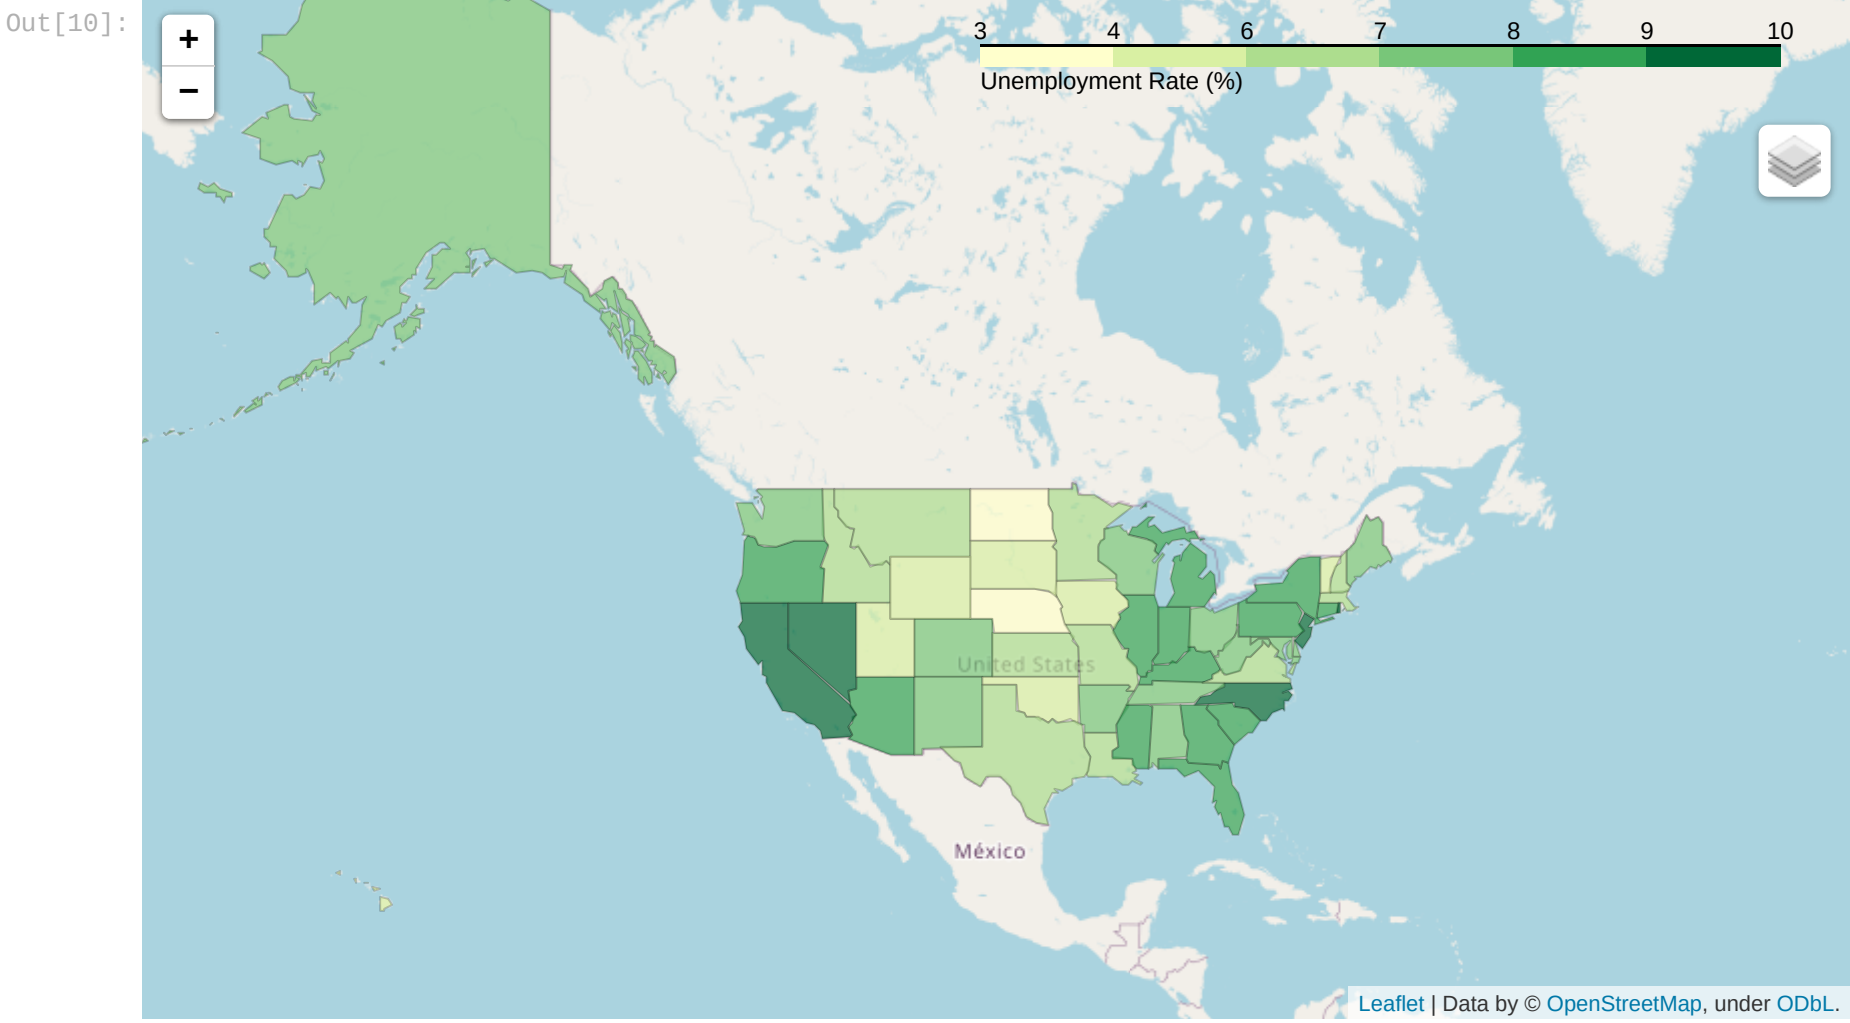 Out[10]:
+
−
3 4 6 7 8 9 10
Unemployment Rate (%)
United States
México
Leaflet | Data by © OpenStreetMap, under ODbL.